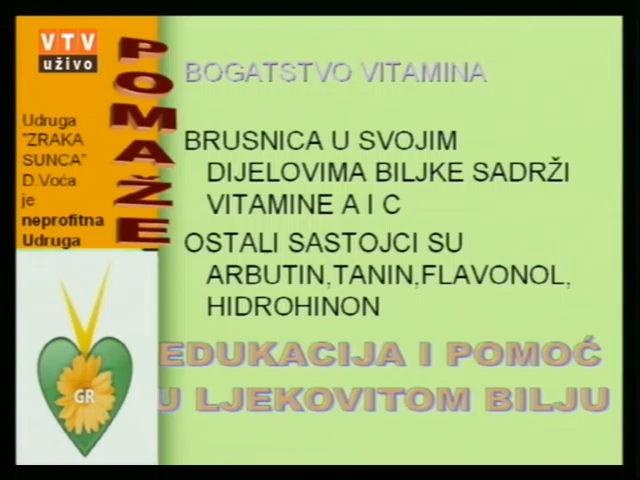 VTV
uživo
POMAŽE
Udruga
"ZRAKA
SUNCA"
D.Voća
je
neprofitna
Udruga
BOGATSTVO VITAMINA
BRUSNICA U SVOJIM
DIJELOVIMA BILJKE SADRŽI
VITAMINE A I C
OSTALI SASTOJCI SU
ARBUTIN,TANIN,FLAVONOL,
HIDROHINON
GR
EDUKACIJA I POMOĆ
U LJEKOVITOM BILJU